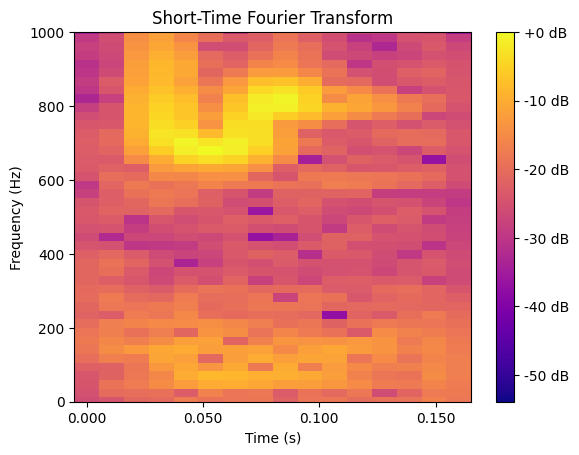 Short-Time Fourier Transform
1000
800
600
400
200
0
Frequency (Hz)
0.000
0.050
0.100
0.150
Time (s)
+0 dB
-10 dB
-20 dB
-30 dB
-40 dB
-50 dB